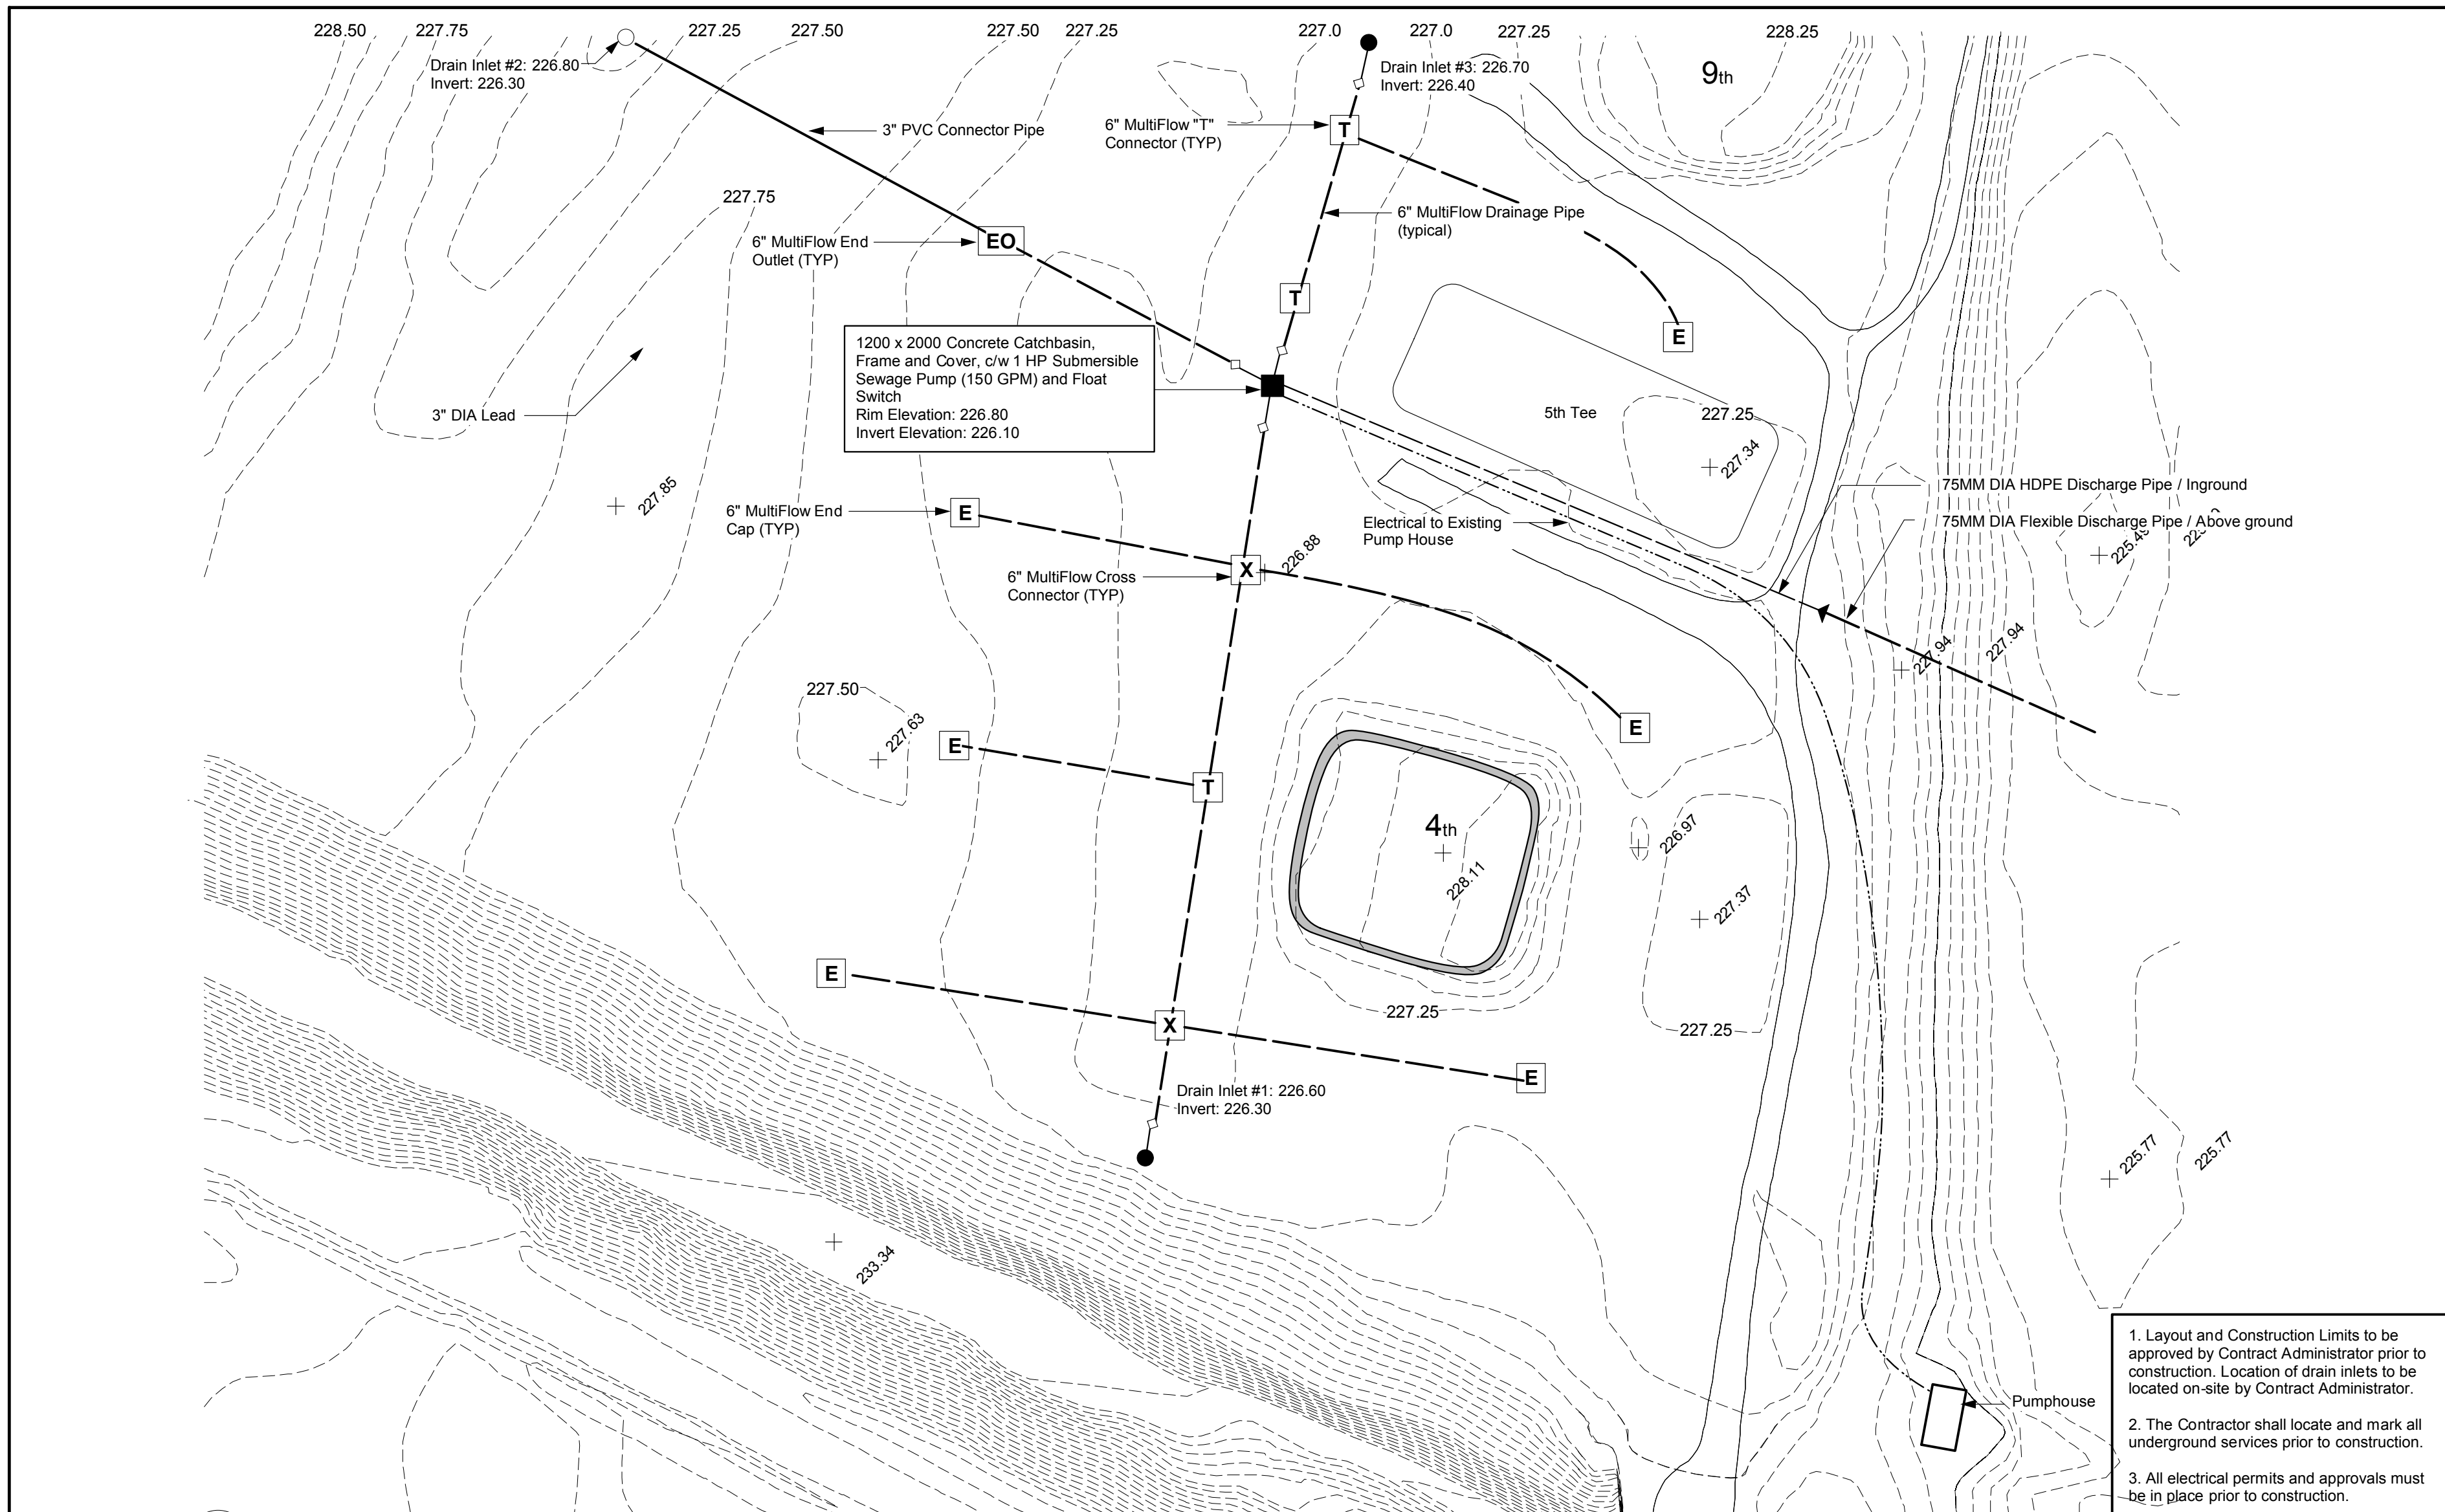 228.50
227.75
227.25
227.50
227.50
227.25
227.0
227.0
227.25
228.25
Drain Inlet #2: 226.80
Invert: 226.30
Drain Inlet #3: 226.70
Invert: 226.40
9th
3" PVC Connector Pipe
6" MultiFlow "T"
Connector (TYP)
T
227.75
6" MultiFlow Drainage Pipe
(typical)
6" MultiFlow End
Outlet (TYP)
EO
T
E
1200 x 2000 Concrete Catchbasin,
Frame and Cover, c/w 1 HP Submersible
Sewage Pump (150 GPM) and Float
Switch
Rim Elevation: 226.80
Invert Elevation: 226.10
3" DIA Lead
5th Tee
227.25
227.34
227.85
75MM DIA HDPE Discharge Pipe / Inground
75MM DIA Flexible Discharge Pipe / Above ground
6" MultiFlow End
Cap (TYP)
E
Electrical to Existing
Pump House
225.49
226.88
6" MultiFlow Cross
Connector (TYP)
X
227.94
227.94
227.50
227.63
E
E
T
4th
228.11
226.97
227.37
E
X
227.25
227.25
E
Drain Inlet #1: 226.60
Invert: 226.30
225.77
225.77
233.34
Pumphouse
1. Layout and Construction Limits to be
approved by Contract Administrator prior to
construction. Location of drain inlets to be
located on-site by Contract Administrator.
2. The Contractor shall locate and mark all
underground services prior to construction.
3. All electrical permits and approvals must
be in place prior to construction.